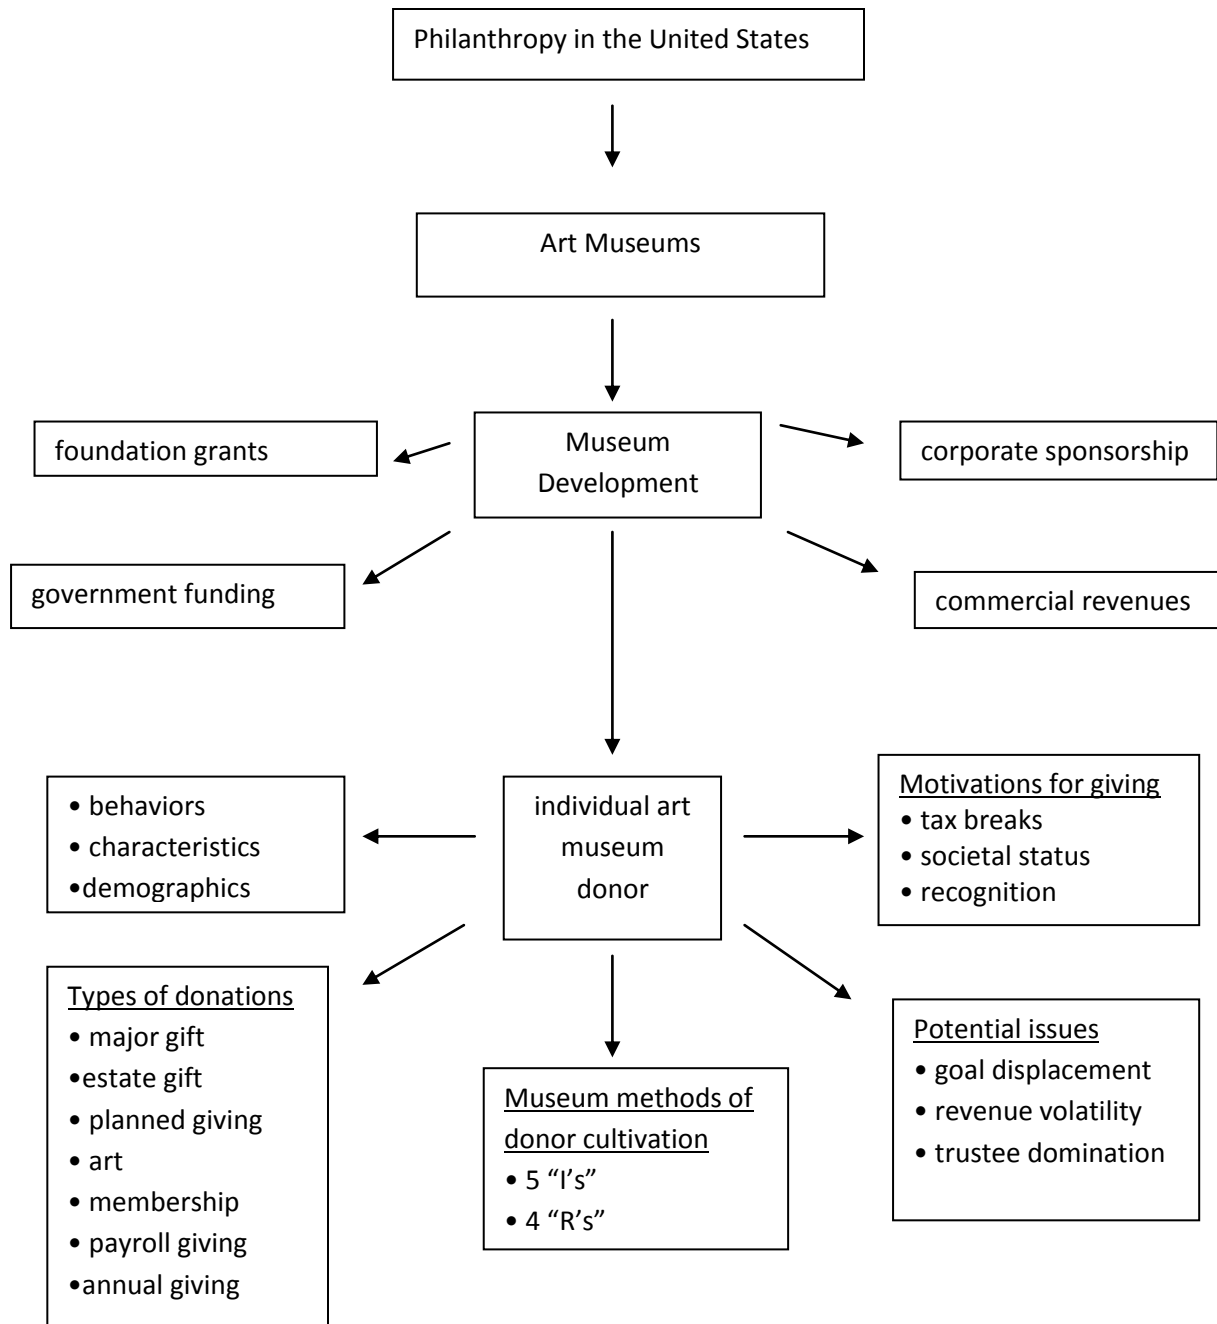 Philanthropy in the United States
Art Museums
foundation grants
Museum
Development
corporate sponsorship
government funding
commercial revenues
• behaviors
• characteristics
•demographics
individual art
museum
donor
Motivations for giving
• tax breaks
• societal status
• recognition
Types of donations
• major gift
•estate gift
• planned giving
• art
• membership
• payroll giving
•annual giving
Museum methods of
donor cultivation
• 5 “I’s”
• 4 “R’s”
Potential issues
• goal displacement
• revenue volatility
• trustee domination